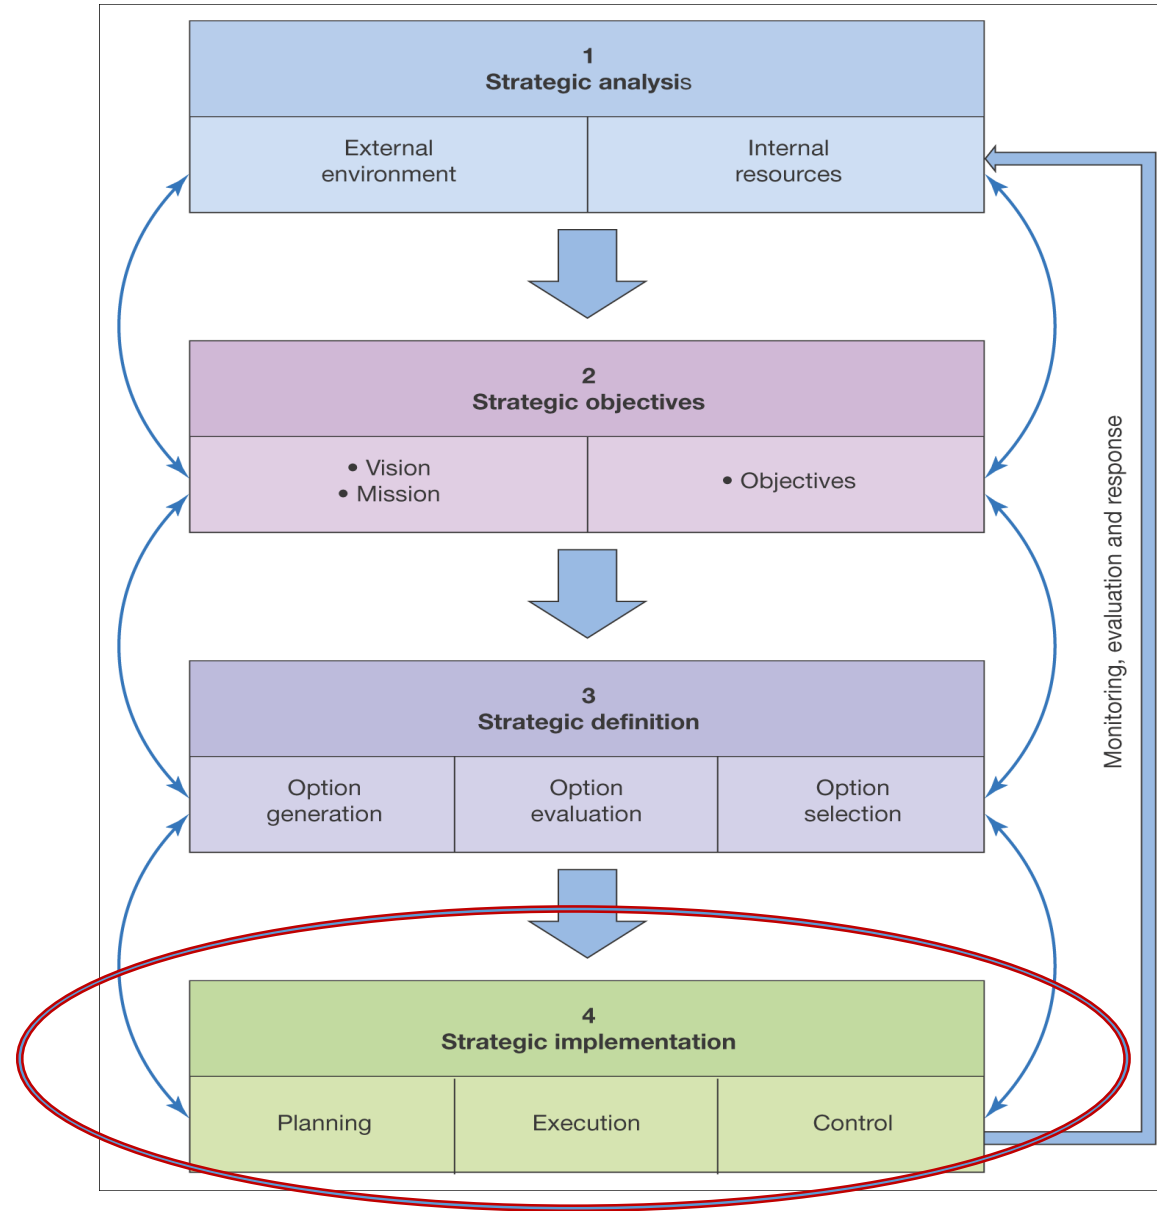 1
Strategic analysis
External
environment
Internal
resources
2
Strategic objectives
• Vision
• Mission
• Objectives
3
Strategic definition
Option
generation
Option
evaluation
Option
selection
4
Strategic implementation
Planning
Execution
Control
Monitoring, evaluation and response